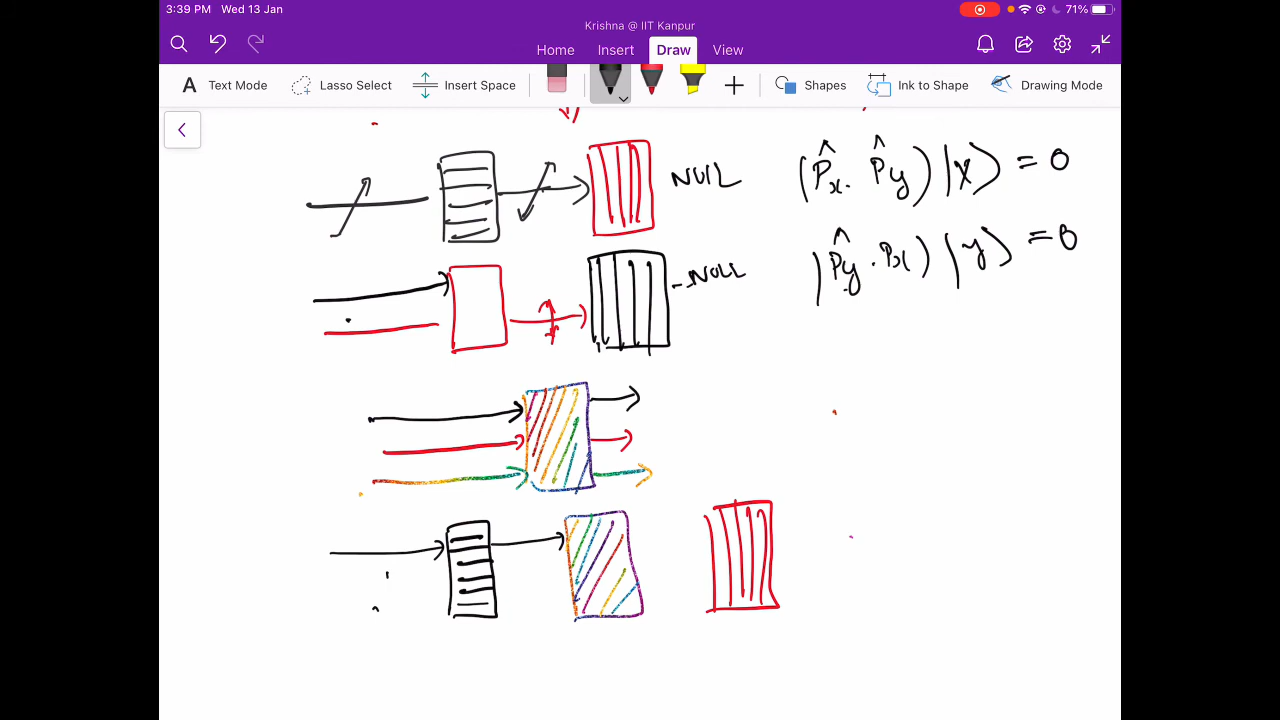 3:39 PM Wed 13 Jan
71%
Krishna @ IIT Kanpur
Home Insert Draw View
A Text Mode Lasso Select Insert Space + Shapes Ink to Shape Drawing Mode
NUll (P̂x. P̂y) |x⟩ = 0
NULL |P̂y . Px) |y⟩ = 0